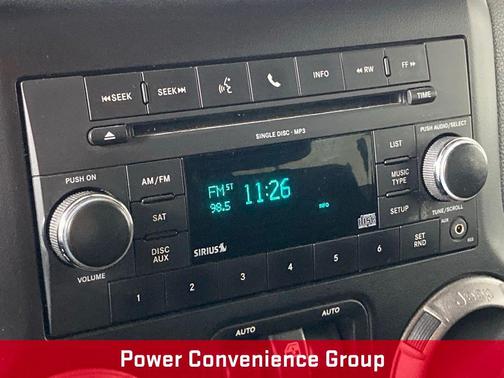 SEEK
SEEK
INFO
RW
FF
TIME
SINGLE DISC - MP3
PUSH AUDIO/SELECT
PUSH ON
AM/FM
SAT
DISC
AUX
VOLUME
FM ST
98.5
11:26
INFO
SIRIUS
LIST
MUSIC
TYPE
SETUP
TUNE/SCROLL
AUX
SET
RND
1
2
3
4
5
6
AUTO
AUTO
Power Convenience Group